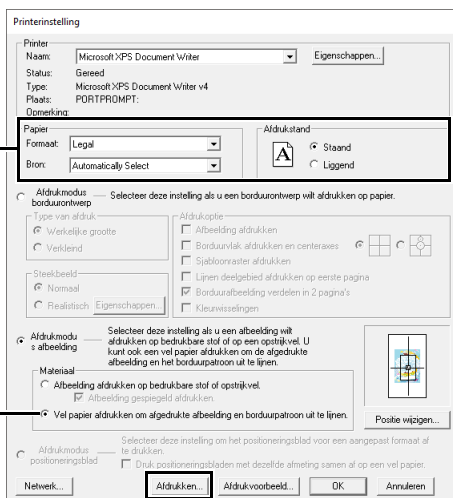 Printerinstelling
Printer
Naam: Microsoft XPS Document Writer Eigenschappen...
Status: Gereed
Type: Microsoft XPS Document Writer v4
Plaats: PORTPROMPT:
Opmerking:
Papier
Formaat: Legal
Bron: Automatically Select
Afdrukstand
A
Staand
Liggend
Afdrukmodus borduurontwerp
Selecteer deze instelling als u een borduurontwerp wilt afdrukken op papier.
Type van afdruk
Werkelijke grootte
Verkleind
Steekbeeld
Normaal
Realistisch Eigenschappen...
Afdrukoptie
Afbeelding afdrukken
Borduurvlak afdrukken en centeraxes
Sjabloonraster afdrukken
Lijnen deelgebied afdrukken op eerste pagina
Borduurafbeelding verdelen in 2 pagina's
Kleurwisselingen
Afdrukmodu
s afbeelding
Selecteer deze instelling als u een afbeelding wilt
afdrukken op bedrukbare stof of op een opstrijkvel. U
kunt ook een vel papier afdrukken om de afgedrukte
afbeelding en het borduurpatroon uit te lijnen.
Materiaal
Afbeelding afdrukken op bedrukbare stof of opstrijkvel.
Afbeelding gespiegeld afdrukken.
Vel papier afdrukken om afgedrukte afbeelding en borduurpatroon uit te lijnen.
Positie wijzigen...
Afdrukmodus
positioneringsblad
Selecteer deze instelling om het positioneringsblad voor een aangepast formaat af
te drukken.
Druk positioneringsbladen met dezelfde afmeting samen af op een vel papier.
Netwerk... Afdrukken... Afdrukvoorbeeld... OK Annuleren